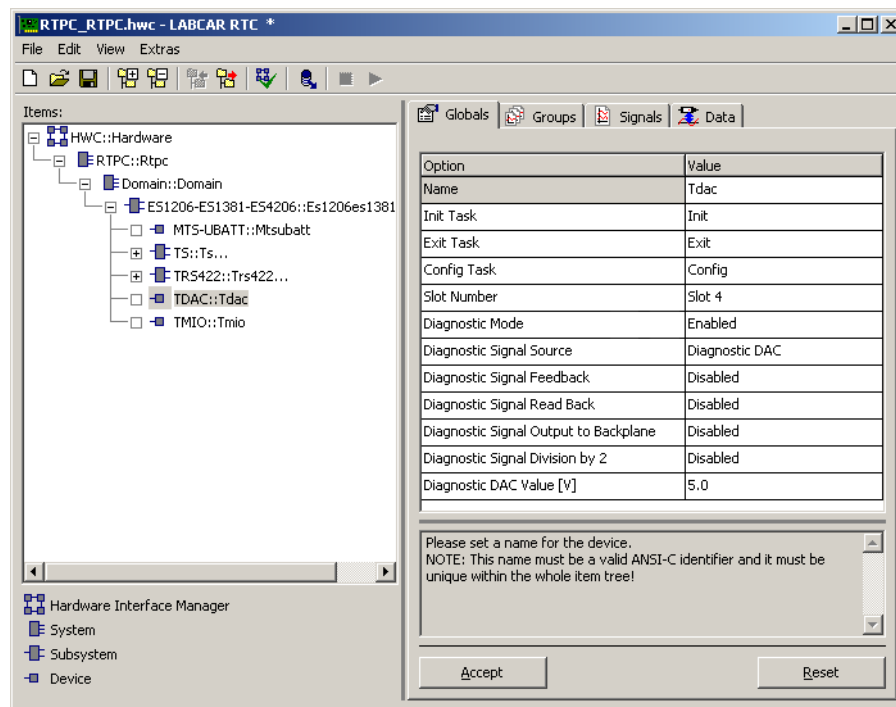 RTPC_RTPC.hwc - LABCAR RTC *
File Edit View Extras
Items:
HWC::Hardware
RTPC::Rtpc
Domain::Domain
ES1206-ES1381-ES4206::Es1206es1381
MTS-UBATT::Mtsubatt
TS::Ts...
TRS422::Trs422...
TDAC::Tdac
TMIO::Tmio
Hardware Interface Manager
System
Subsystem
Device
Globals Groups Signals Data
Option Value
Name Tdac
Init Task Init
Exit Task Exit
Config Task Config
Slot Number Slot 4
Diagnostic Mode Enabled
Diagnostic Signal Source Diagnostic DAC
Diagnostic Signal Feedback Disabled
Diagnostic Signal Read Back Disabled
Diagnostic Signal Output to Backplane Disabled
Diagnostic Signal Division by 2 Disabled
Diagnostic DAC Value [V] 5.0
Please set a name for the device.
NOTE: This name must be a valid ANSI-C identifier and it must be
unique within the whole item tree!
Accept Reset